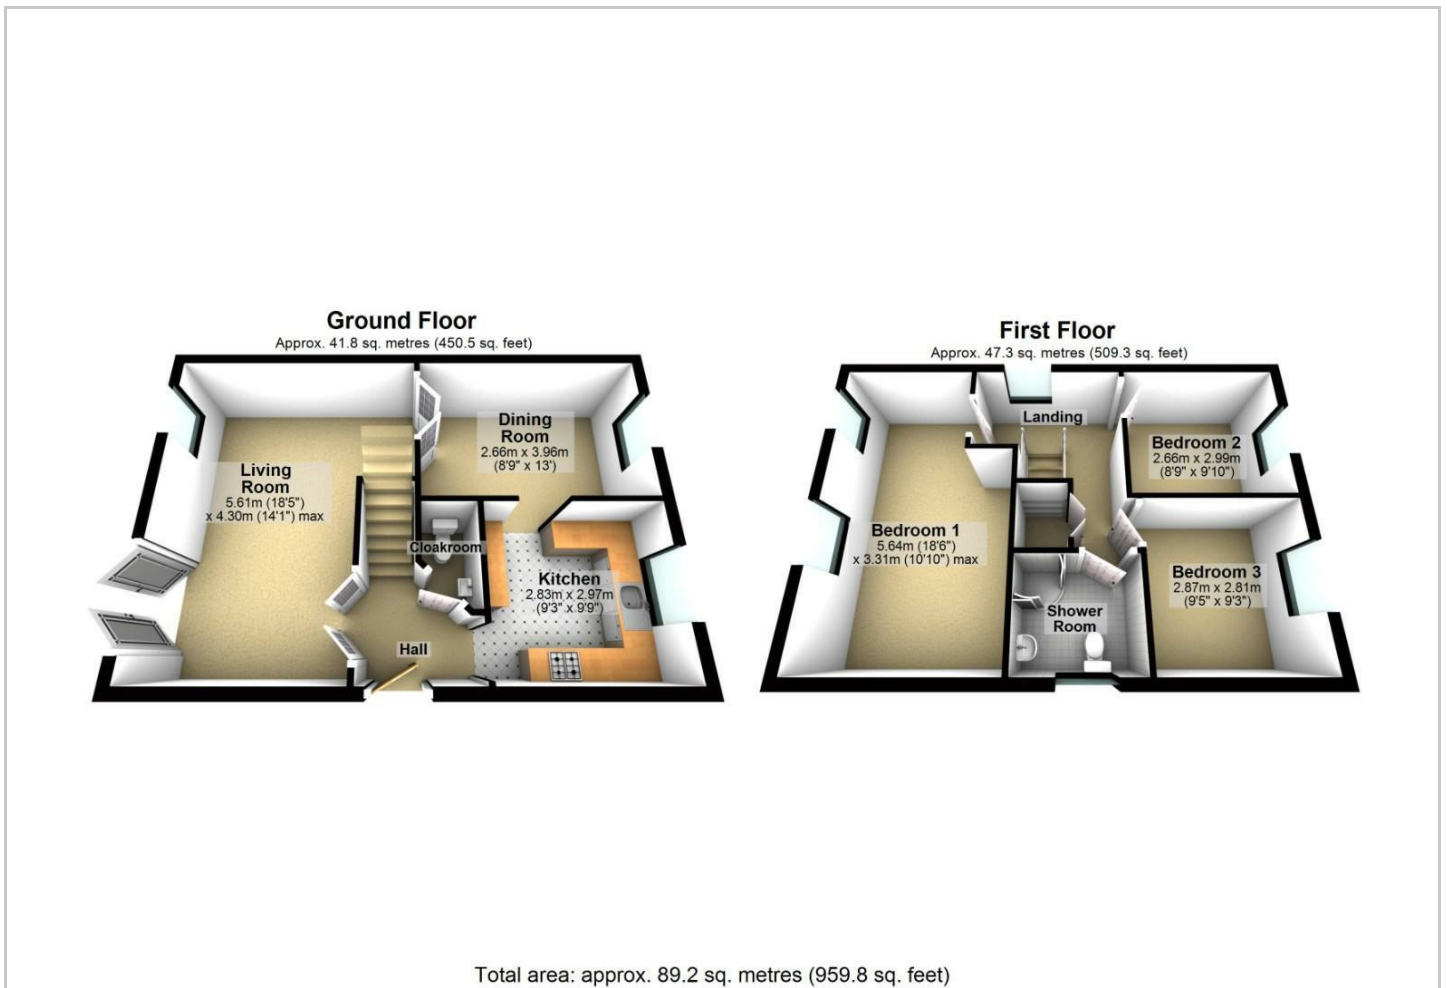 Ground Floor
Approx. 41.8 sq. metres (450.5 sq. feet)
Living
Room
5.61m (18'5")
x 4.30m (14'1") max
Dining
Room
2.66m x 3.96m
(8'9" x 13')
Cloakroom
Kitchen
2.83m x 2.97m
(9'3" x 9'9")
Hall
First Floor
Approx. 47.3 sq. metres (509.3 sq. feet)
Landing
Bedroom 2
2.66m x 2.99m
(8'9" x 9'10")
Bedroom 1
5.64m (18'6")
x 3.31m (10'10") max
Bedroom 3
2.87m x 2.81m
(9'5" x 9'3")
Shower
Room
Total area: approx. 89.2 sq. metres (959.8 sq. feet)